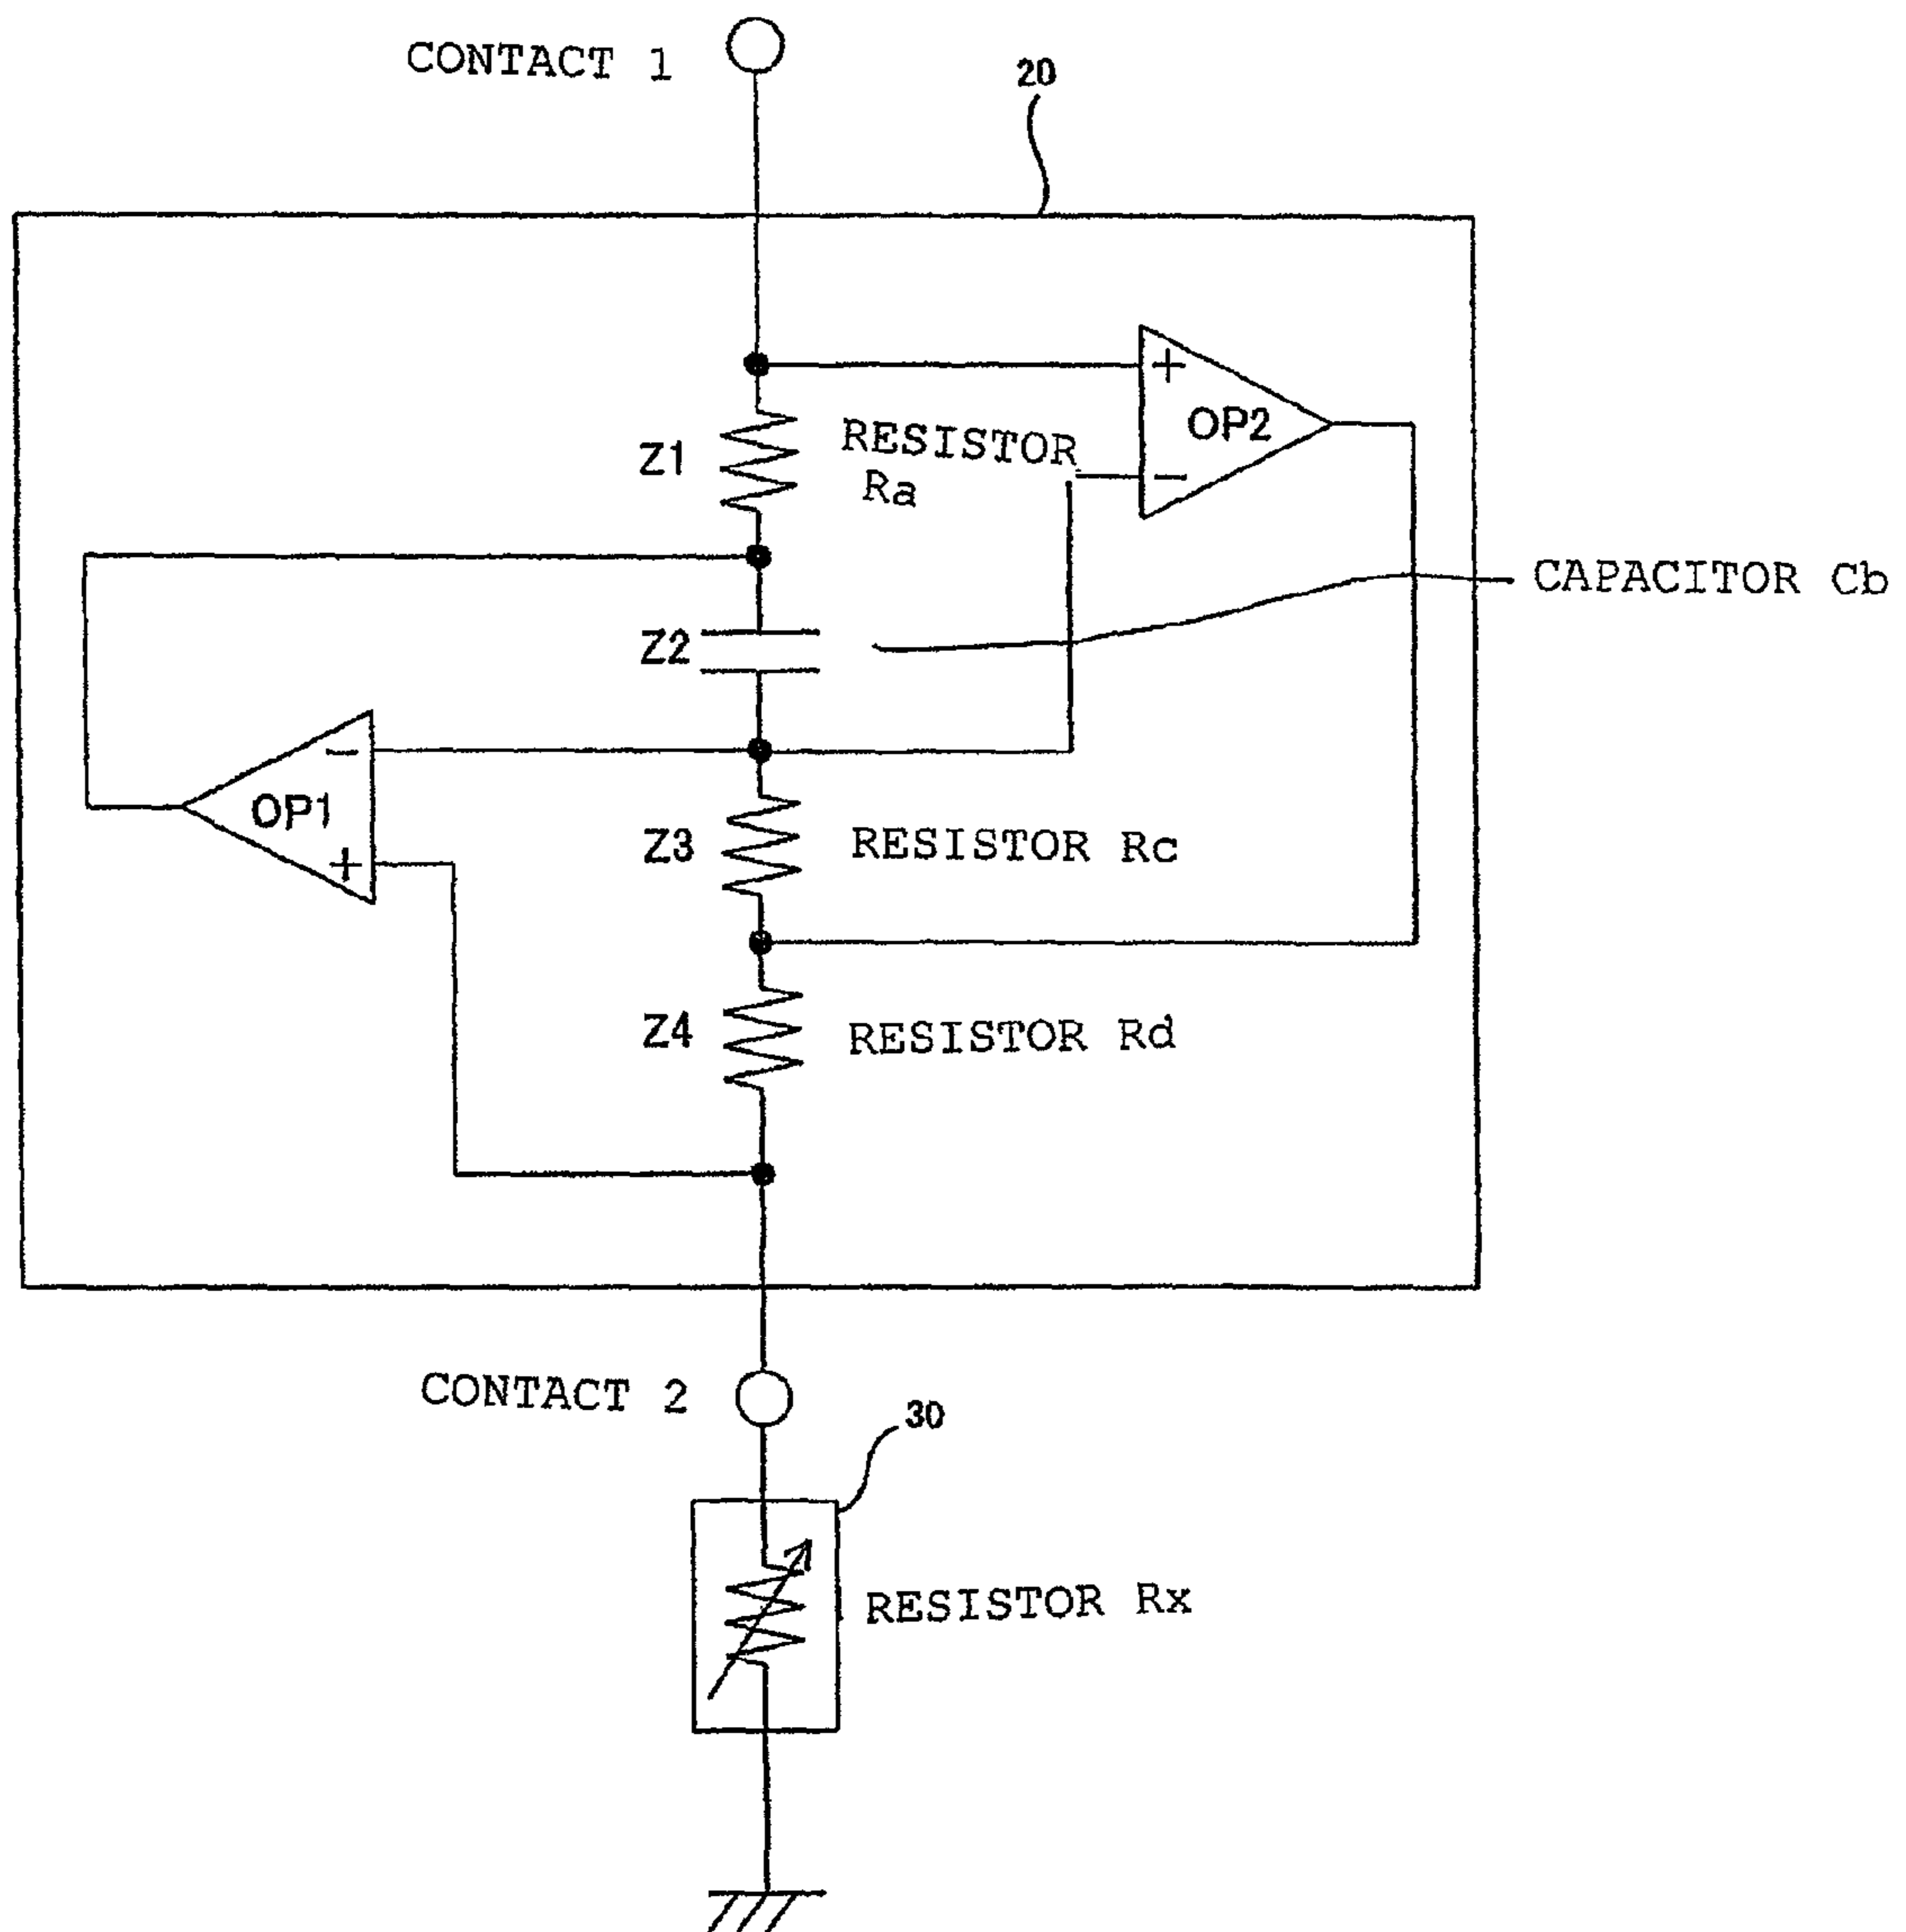 CONTACT 1
20
+
OP2
−
Z1
RESISTOR
Ra
CAPACITOR Cb
Z2
−
OP1
+
Z3
RESISTOR Rc
Z4
RESISTOR Rd
CONTACT 2
30
RESISTOR Rx